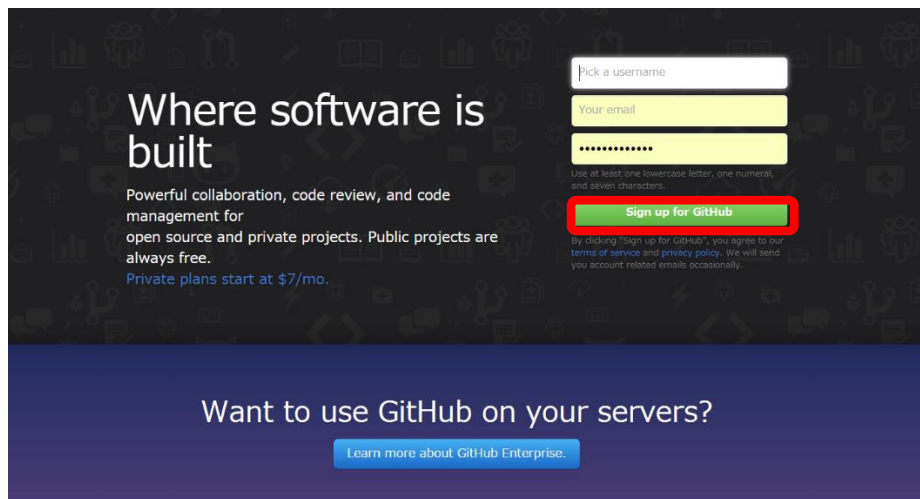 Where software is
built
Powerful collaboration, code review, and code
management for
open source and private projects. Public projects are
always free.
Private plans start at $7/mo.
Pick a username
Your email
•••••••••••••
Use at least one lowercase letter, one numeral,
and seven characters.
Sign up for GitHub
By clicking "Sign up for GitHub", you agree to our
terms of service and privacy policy. We will send
you account related emails occasionally.
Want to use GitHub on your servers?
Learn more about GitHub Enterprise.